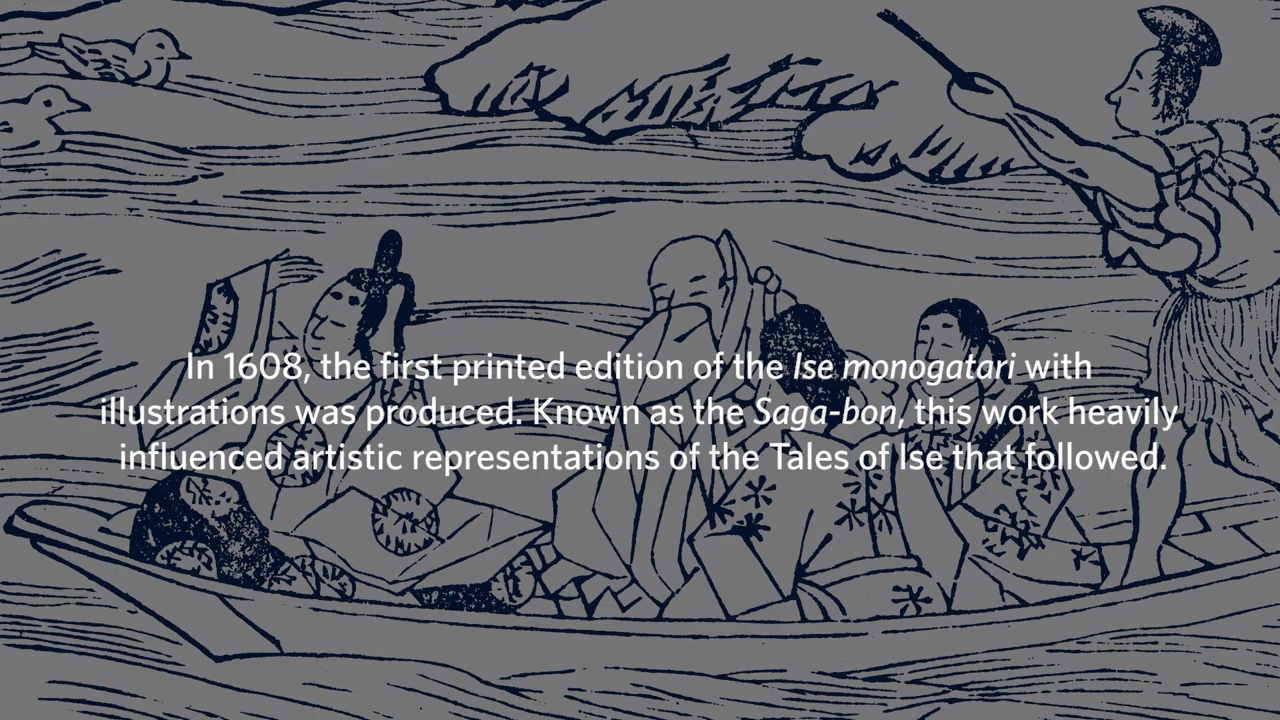 In 1608, the first printed edition of the Ise monogatari with
illustrations was produced. Known as the Saga-bon, this work heavily
influenced artistic representations of the Tales of Ise that followed.